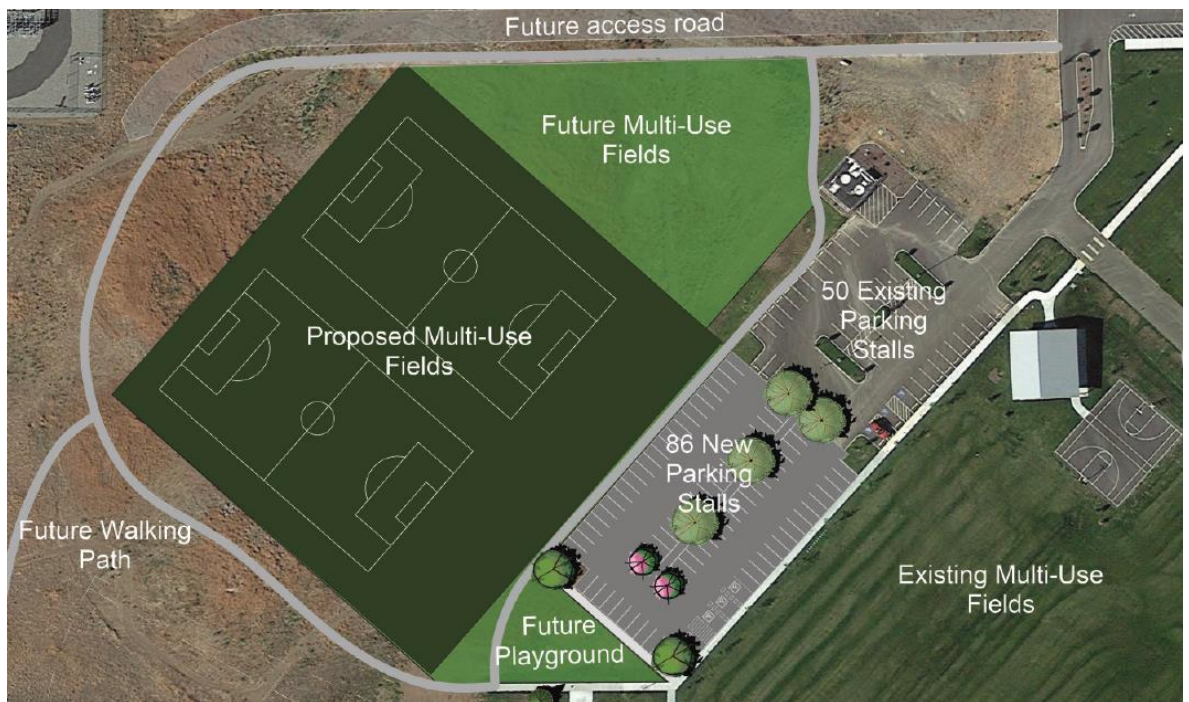 Future access road
Future Multi-Use
Fields
50 Existing
Parking
Stalls
Proposed Multi-Use
Fields
86 New
Parking
Stalls
Future Walking
Path
Existing Multi-Use
Fields
Future
Playground